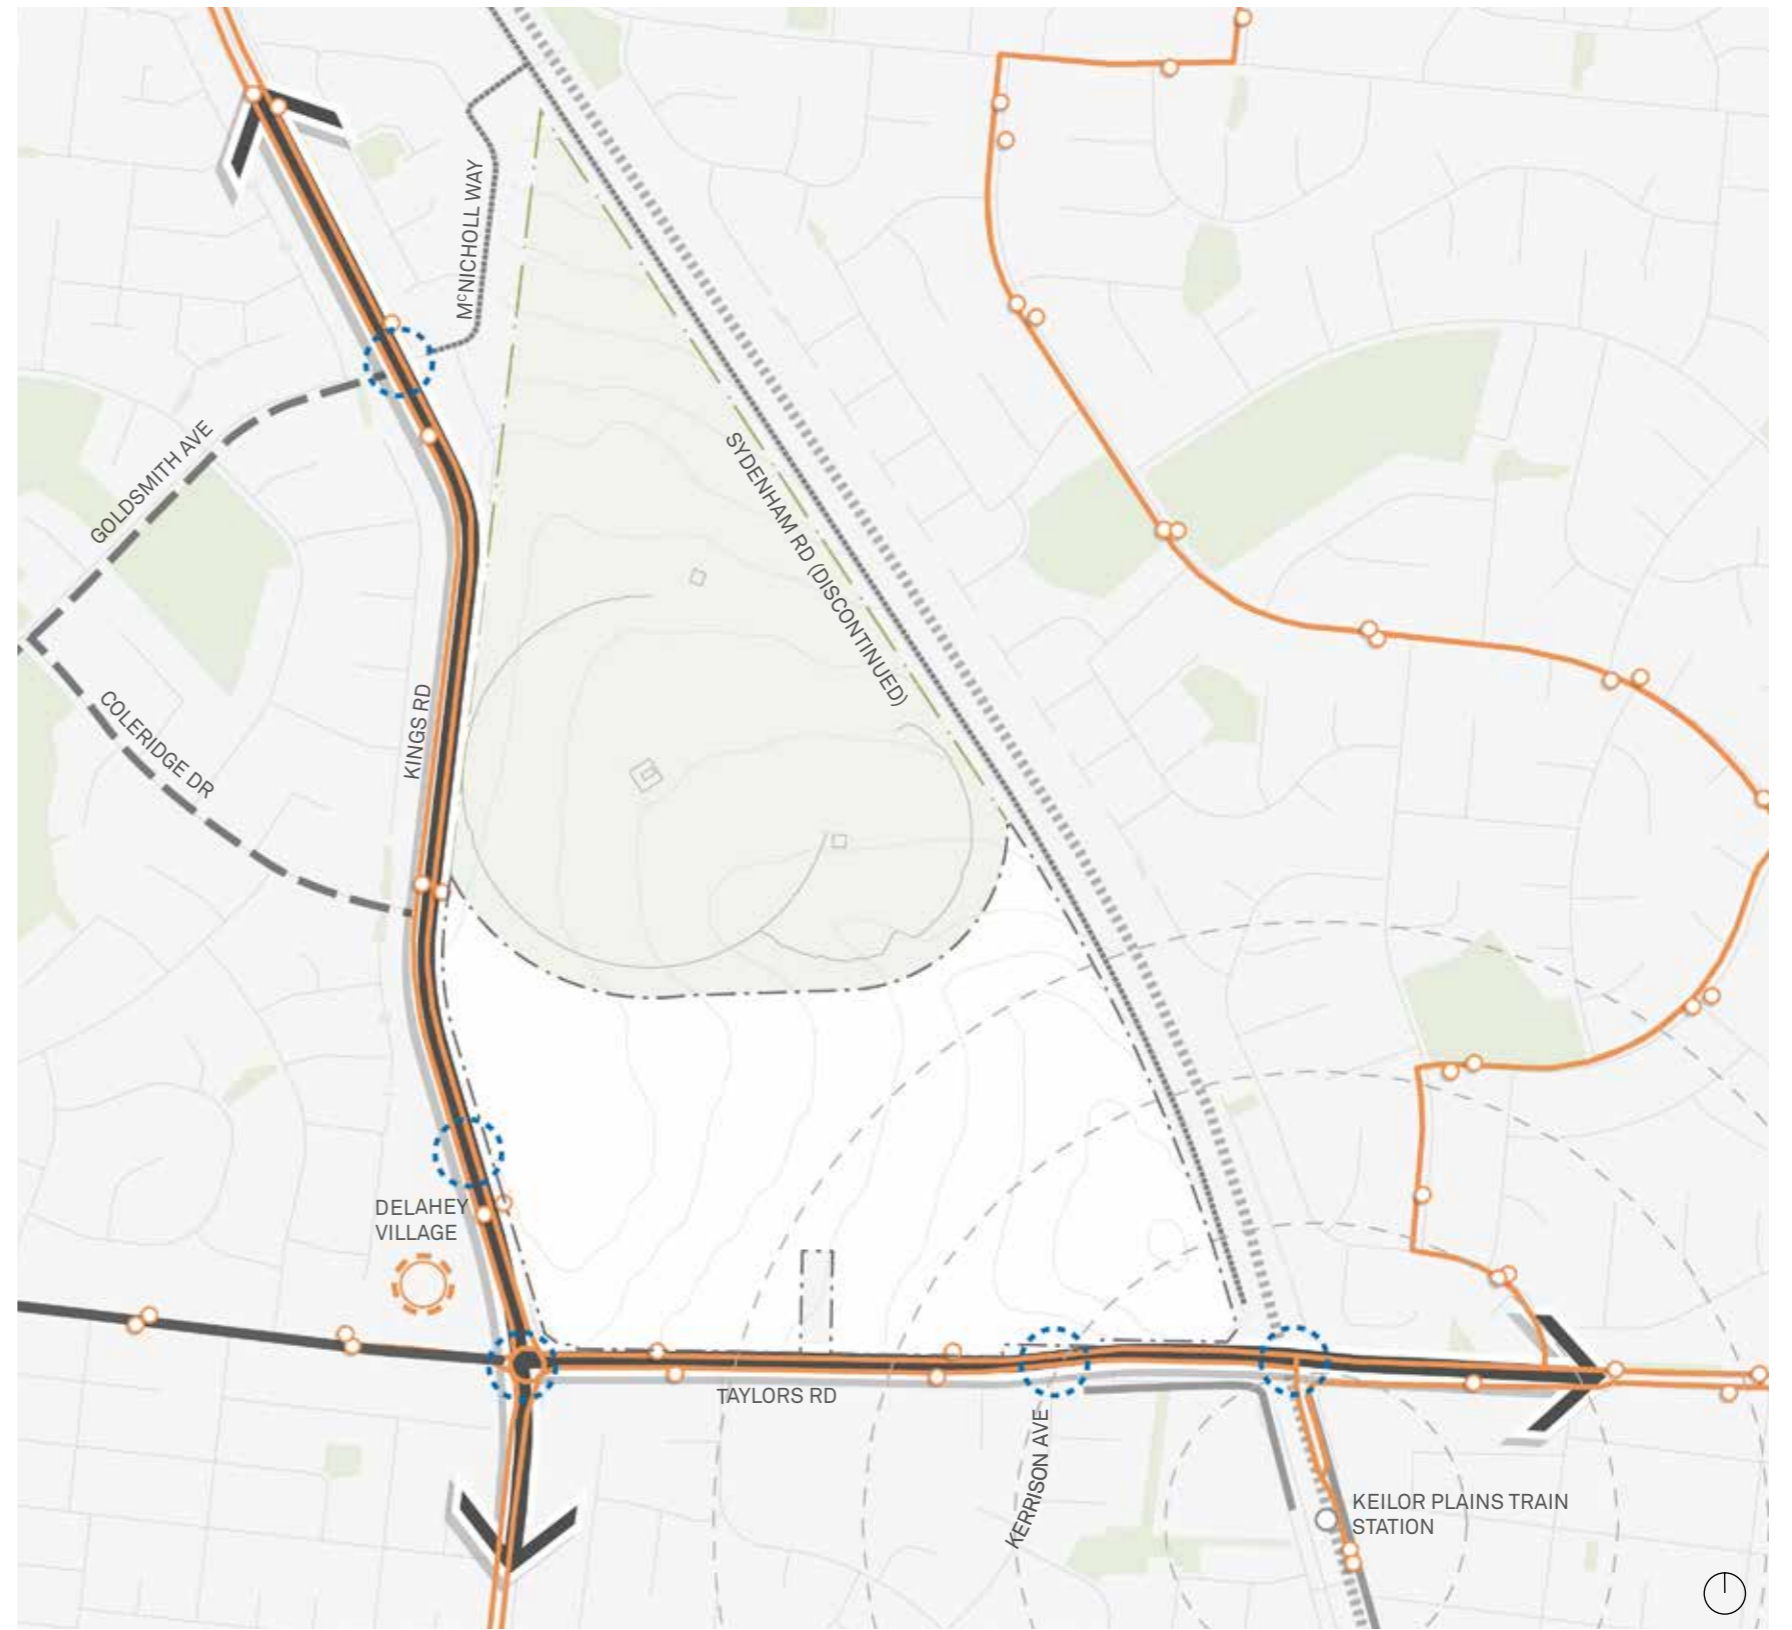 MᶜNICHOLL WAY
GOLDSMITH AVE
SYDENHAM RD (DISCONTINUED)
COLERIDGE DR
KINGS RD
DELAHEY
VILLAGE
TAYLORS RD
KERRISON AVE
KEILOR PLAINS TRAIN
STATION